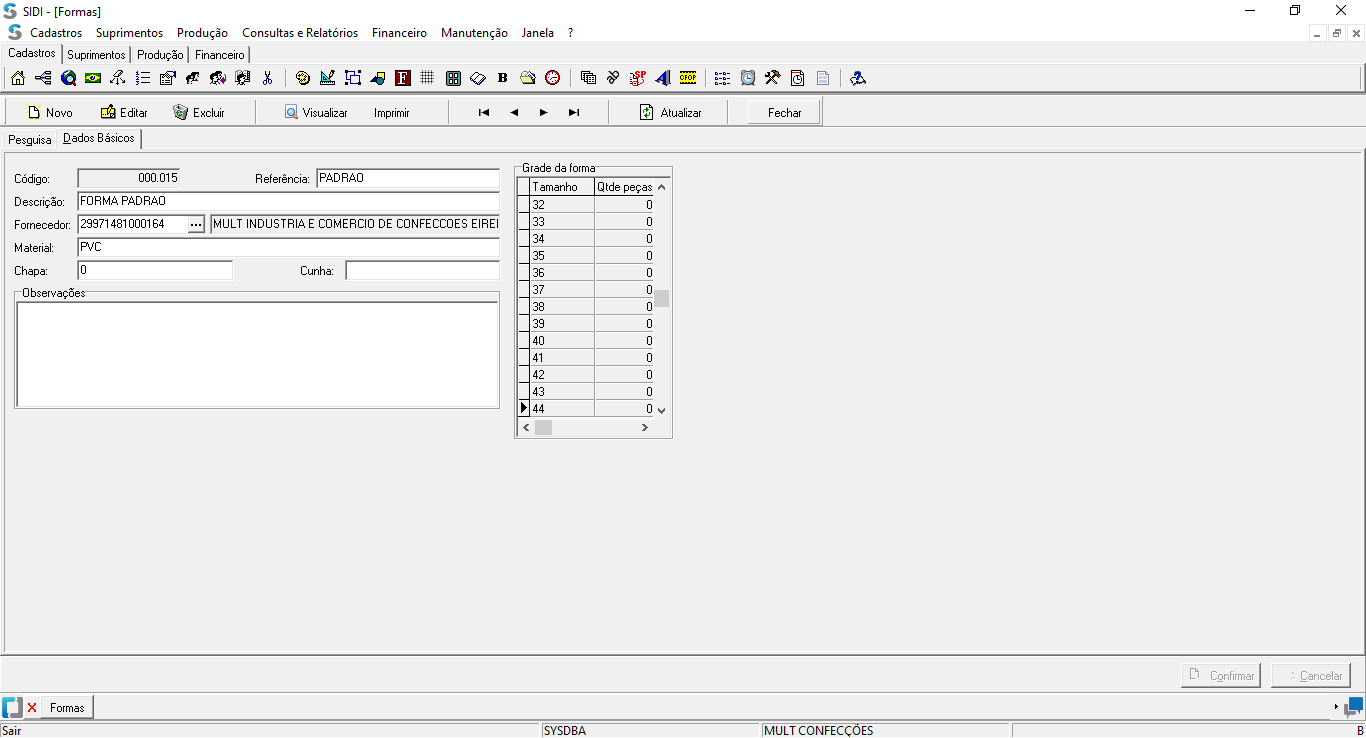 SIDI - [Formas]
Cadastros Suprimentos Produção Consultas e Relatórios Financeiro Manutenção Janela ?
Cadastros Suprimentos Produção Financeiro
F B SP CFOP
Novo Editar Excluir Visualizar Imprimir Atualizar Fechar
Pesquisa Dados Básicos
Código: 000.015 Referência: PADRAO
Descrição: FORMA PADRAO
Fornecedor: 29971481000164 ... MULT INDUSTRIA E COMERCIO DE CONFECCOES EIREI
Material: PVC
Chapa: 0 Cunha:
Observações
Grade da forma
Tamanho Qtde peças
32 0
33 0
34 0
35 0
36 0
37 0
38 0
39 0
40 0
41 0
42 0
43 0
44 0
Confirmar Cancelar
Formas
Sair SYSDBA MULT CONFECÇÕES B